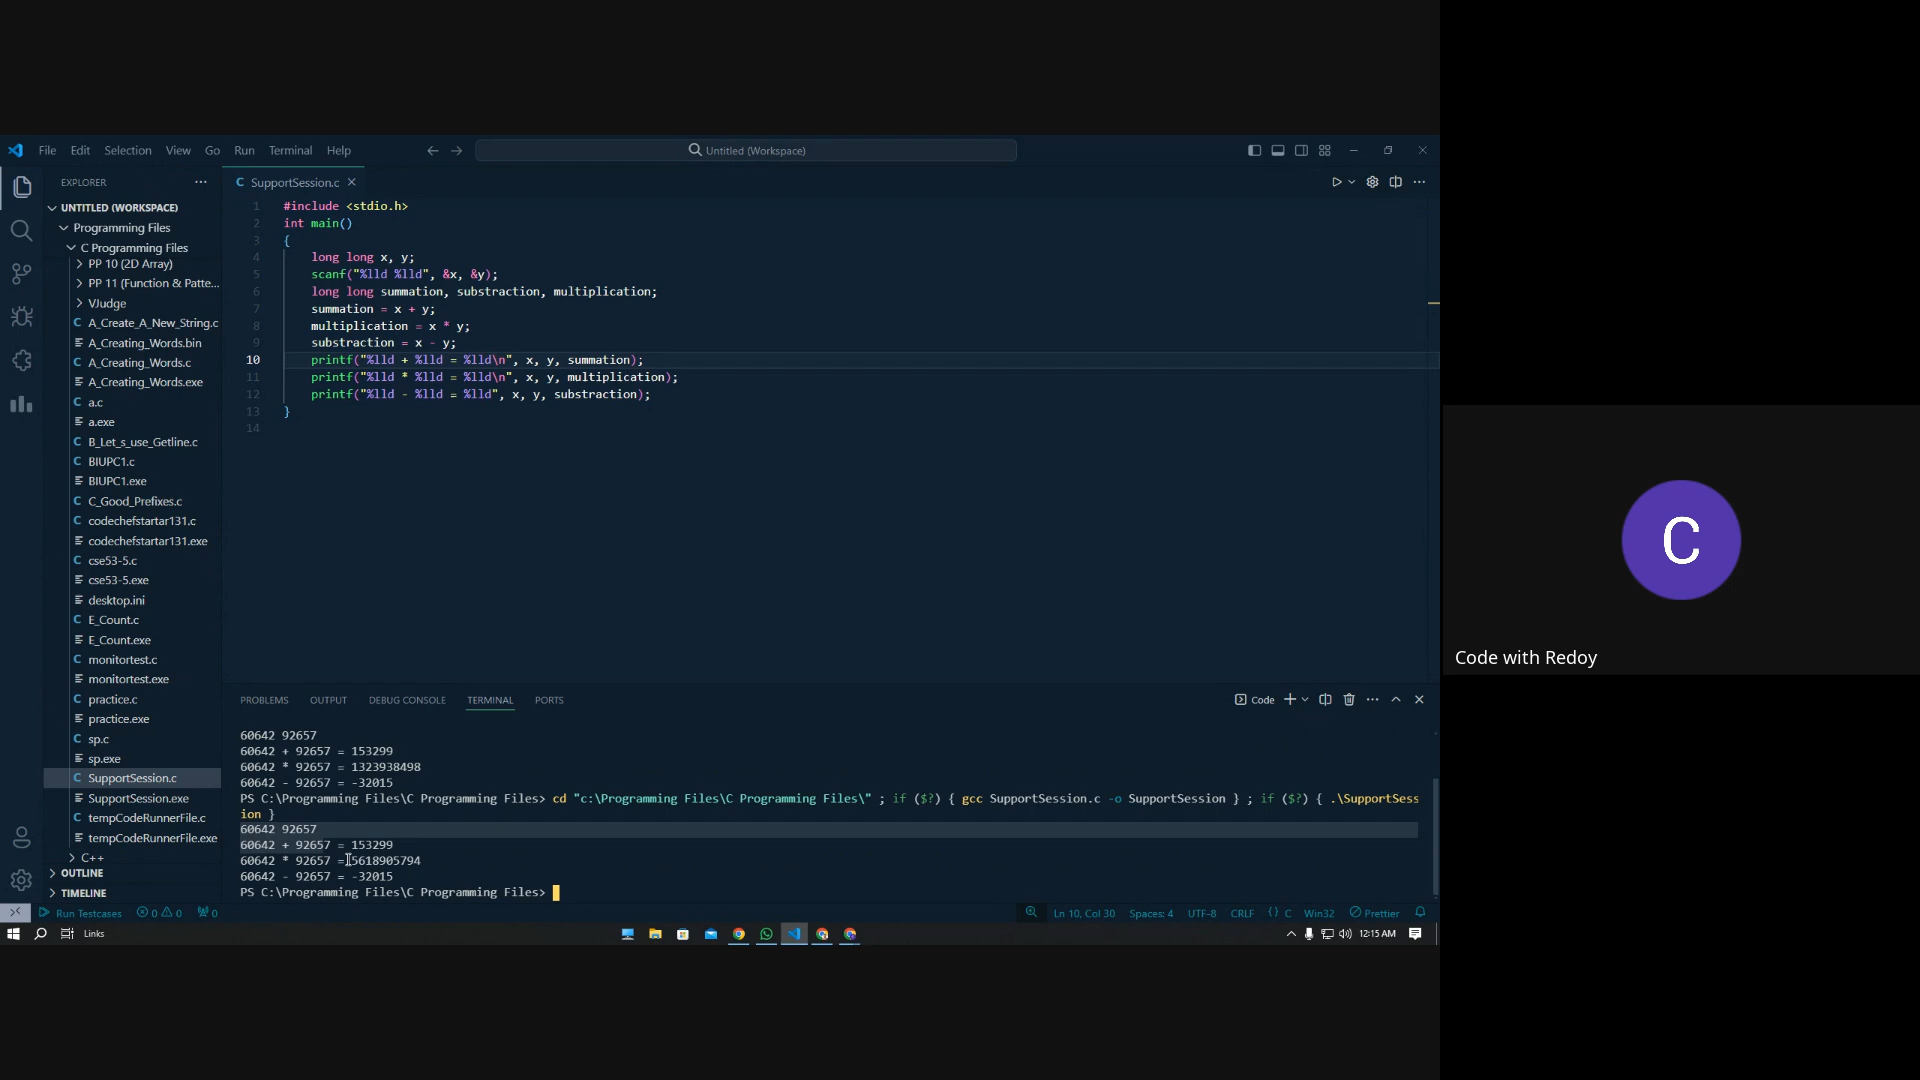 File Edit Selection View Go Run Terminal Help
Untitled (Workspace)
EXPLORER
SupportSession.c
UNTITLED (WORKSPACE)
Programming Files
C Programming Files
PP 10 (2D Array)
PP 11 (Function & Patte...
VJudge
A_Create_A_New_String.c
A_Creating_Words.bin
A_Creating_Words.c
A_Creating_Words.exe
a.c
a.exe
B_Let_s_use_Getline.c
BIUPC1.c
BIUPC1.exe
C_Good_Prefixes.c
codechefstartar131.c
codechefstartar131.exe
cse53-5.c
cse53-5.exe
desktop.ini
E_Count.c
E_Count.exe
monitortest.c
monitortest.exe
practice.c
practice.exe
sp.c
sp.exe
SupportSession.c
SupportSession.exe
tempCodeRunnerFile.c
tempCodeRunnerFile.exe
C++
OUTLINE
TIMELINE
1 #include <stdio.h>
2 int main()
3 {
4 long long x, y;
5 scanf("%lld %lld", &x, &y);
6 long long summation, substraction, multiplication;
7 summation = x + y;
8 multiplication = x * y;
9 substraction = x - y;
10 printf("%lld + %lld = %lld\n", x, y, summation);
11 printf("%lld * %lld = %lld\n", x, y, multiplication);
12 printf("%lld - %lld = %lld", x, y, substraction);
13 }
14
PROBLEMS OUTPUT DEBUG CONSOLE TERMINAL PORTS
Code
60642 92657
60642 + 92657 = 153299
60642 * 92657 = 1323938498
60642 - 92657 = -32015
PS C:\Programming Files\C Programming Files> cd "c:\Programming Files\C Programming Files\" ; if ($?) { gcc SupportSession.c -o SupportSession } ; if ($?) { .\SupportSess
ion }
60642 92657
60642 + 92657 = 153299
60642 * 92657 = 5618905794
60642 - 92657 = -32015
PS C:\Programming Files\C Programming Files>
Run Testcases 0 0 0
Ln 10, Col 30 Spaces: 4 UTF-8 CRLF {} C Win32 Prettier
Links
12:15 AM
C
Code with Redoy